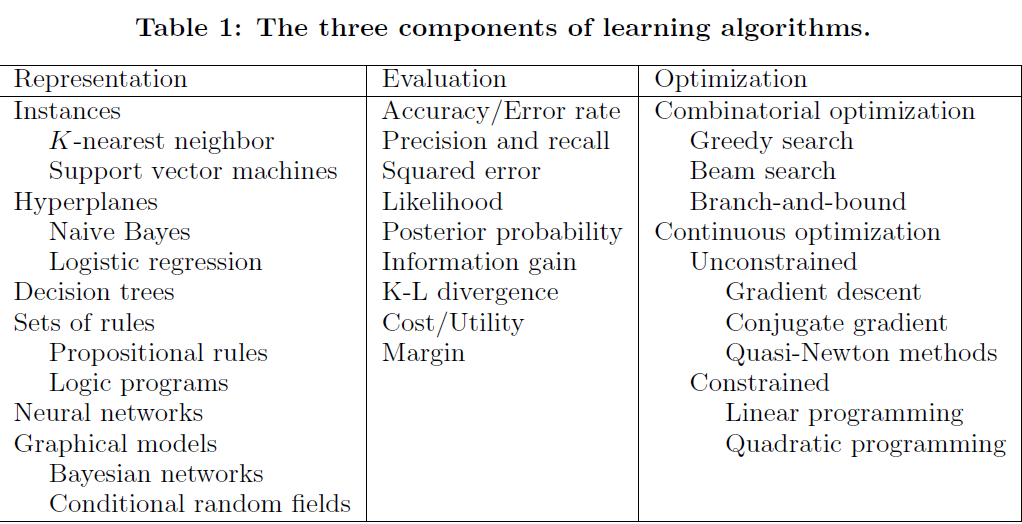 Table 1: The three components of learning algorithms.
Representation Evaluation Optimization
Instances Accuracy/Error rate Combinatorial optimization
K-nearest neighbor Precision and recall Greedy search
Support vector machines Squared error Beam search
Hyperplanes Likelihood Branch-and-bound
Naive Bayes Posterior probability Continuous optimization
Logistic regression Information gain Unconstrained
Decision trees K-L divergence Gradient descent
Sets of rules Cost/Utility Conjugate gradient
Propositional rules Margin Quasi-Newton methods
Logic programs Constrained
Neural networks Linear programming
Graphical models Quadratic programming
Bayesian networks
Conditional random fields